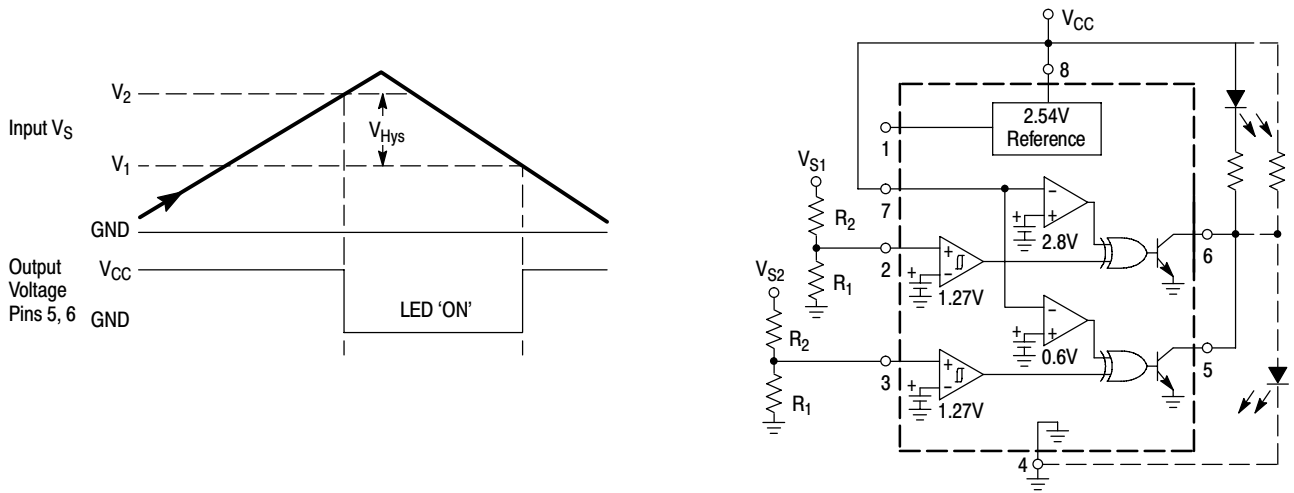 V2
Input VS
VHys
V1
GND
Output
Voltage
Pins 5, 6
VCC
GND
LED 'ON'
VCC
8
2.54V
Reference
1
VS1
7
R2
2.8V
2
R1
1.27V
6
VS2
R2
0.6V
3
R1
1.27V
5
4